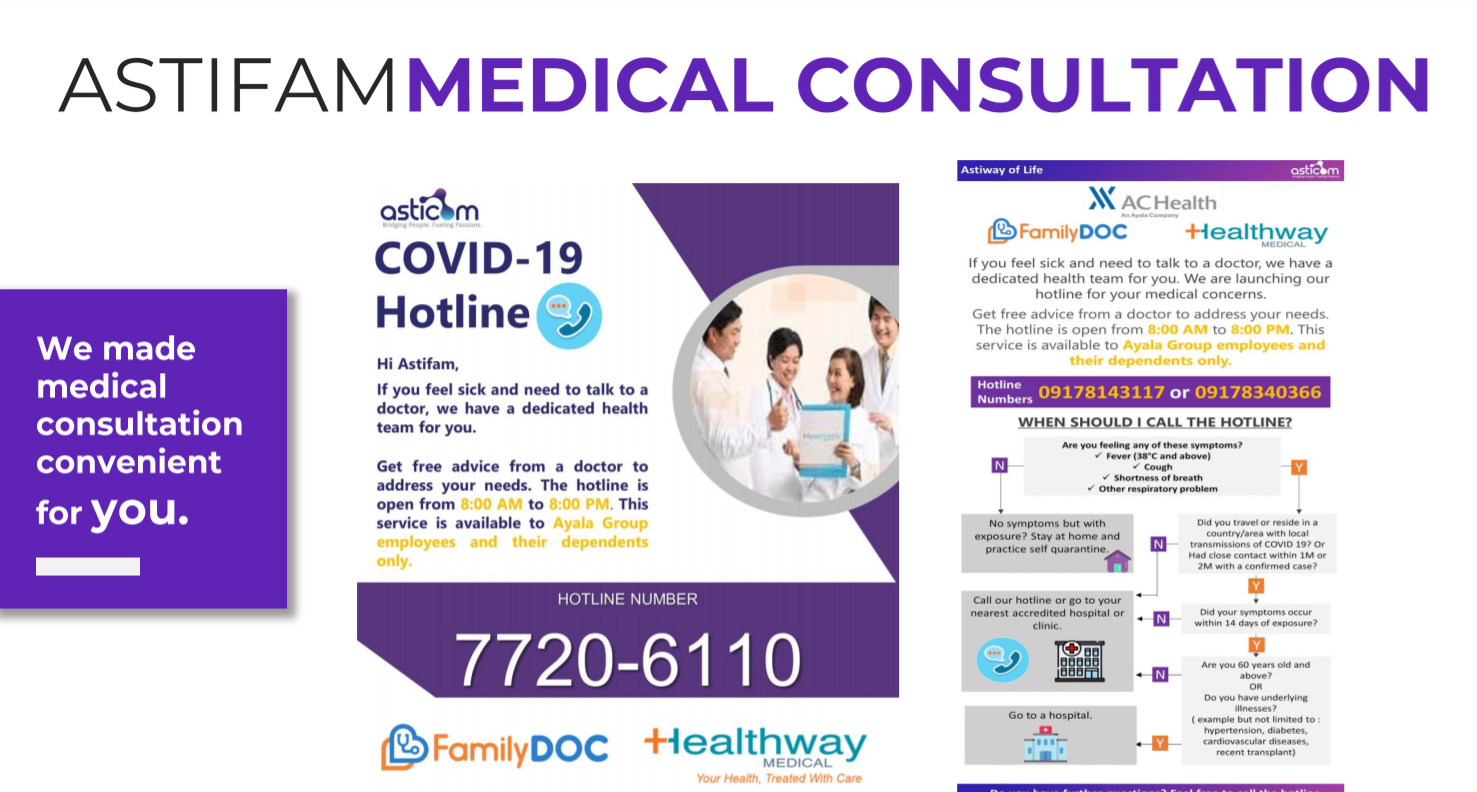 ASTIFAM MEDICAL CONSULTATION
We made
medical
consultation
convenient
for you.
asticom
Bridging People. Fueling Passions.
COVID-19
Hotline
Hi Astifam,
If you feel sick and need to talk to a
doctor, we have a dedicated health
team for you.
Get free advice from a doctor to
address your needs. The hotline is
open from 8:00 AM to 8:00 PM. This
service is available to Ayala Group
employees and their dependents
only.
HOTLINE NUMBER
7720-6110
FamilyDOC
Healthway
MEDICAL
Your Health, Treated With Care
Astiway of Life
asticom
AC Health
An Ayala Company
FamilyDOC
Healthway
MEDICAL
If you feel sick and need to talk to a doctor, we have a
dedicated health team for you. We are launching our
hotline for your medical concerns.
Get free advice from a doctor to address your needs.
The hotline is open from 8:00 AM to 8:00 PM. This
service is available to Ayala Group employees and
their dependents only.
Hotline
Numbers 09178143117 or 09178340366
WHEN SHOULD I CALL THE HOTLINE?
Are you feeling any of these symptoms?
✓ Fever (38°C and above)
✓ Cough
✓ Shortness of breath
✓ Other respiratory problem
N
Y
No symptoms but with
exposure? Stay at home and
practice self quarantine.
N
Did you travel or reside in a
country/area with local
transmissions of COVID 19? Or
Had close contact within 1M or
2M with a confirmed case?
Y
Call our hotline or go to your
nearest accredited hospital or
clinic.
N
Did your symptoms occur
within 14 days of exposure?
Y
N
Are you 60 years old and
above?
OR
Do you have underlying
illnesses?
( example but not limited to :
hypertension, diabetes,
cardiovascular diseases,
recent transplant)
Go to a hospital.
Y
Do you have further questions? Feel free to call the hotline